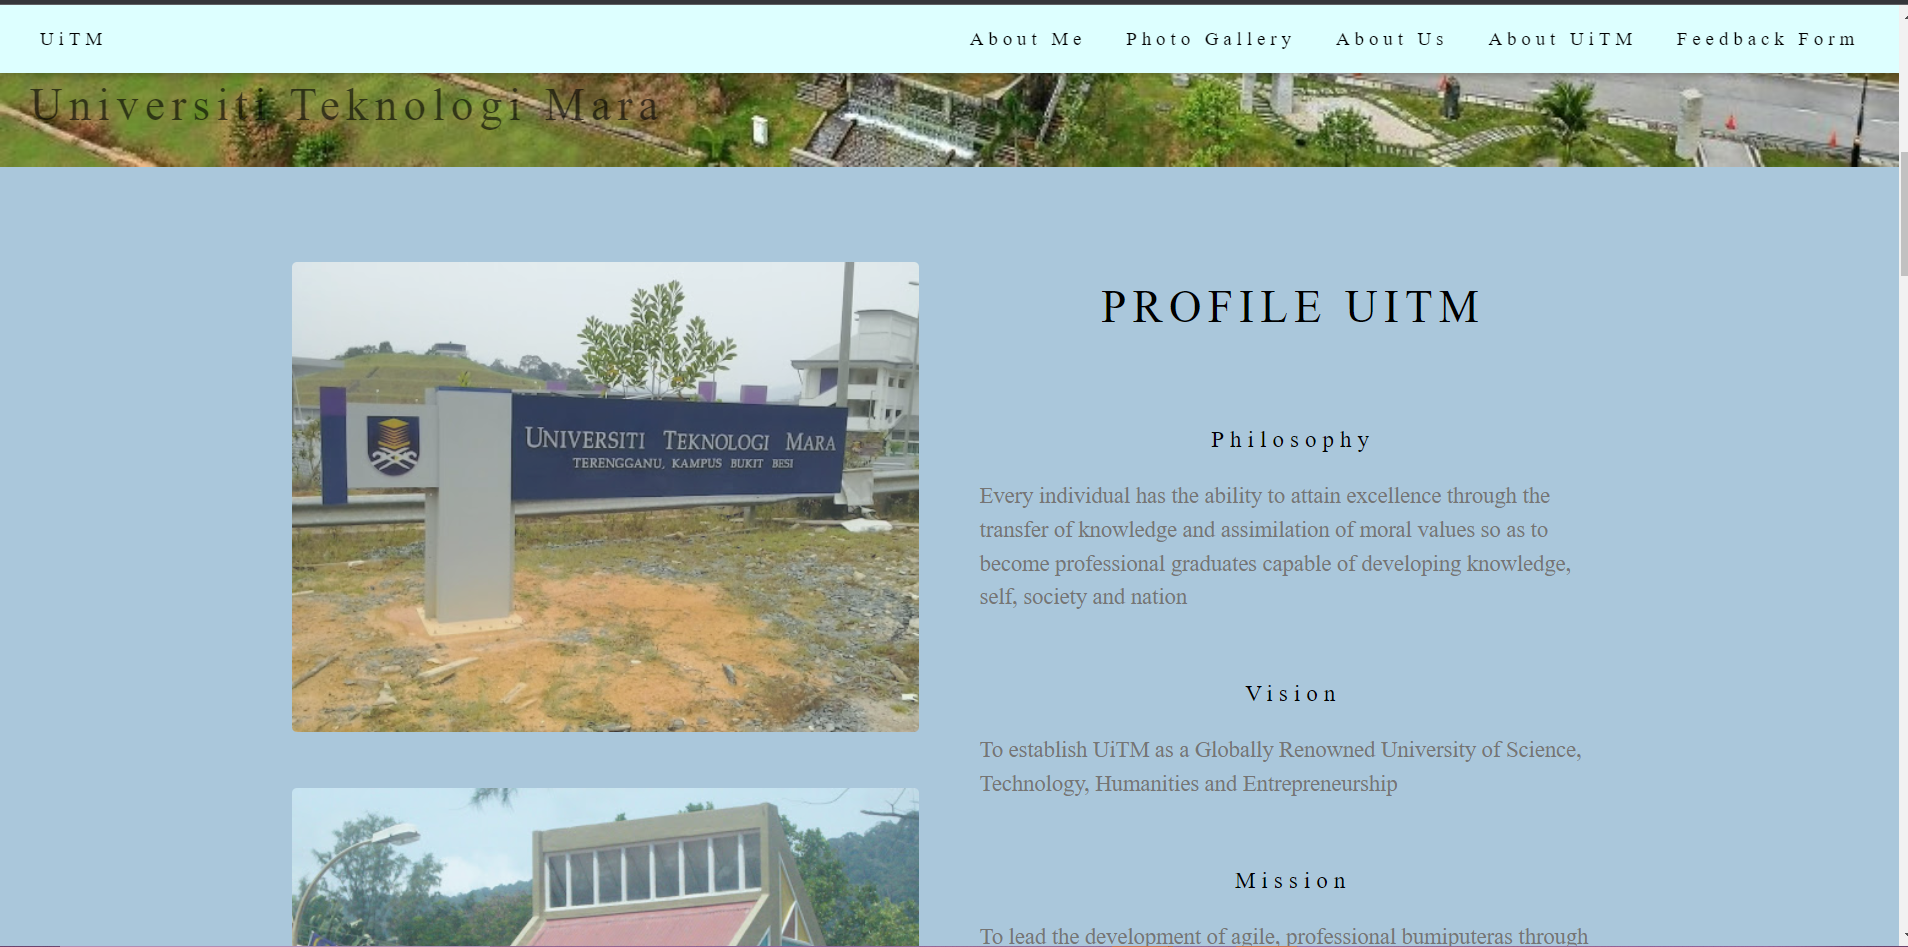 UiTM
About Me
Photo Gallery
About Us
About UiTM
Feedback Form
Universiti Teknologi Mara
UNIVERSITI TEKNOLOGI MARA
TERENGGANU, KAMPUS BUKIT BESI
PROFILE UITM
Philosophy
Every individual has the ability to attain excellence through the
transfer of knowledge and assimilation of moral values so as to
become professional graduates capable of developing knowledge,
self, society and nation
Vision
To establish UiTM as a Globally Renowned University of Science,
Technology, Humanities and Entrepreneurship
Mission
To lead the development of agile, professional bumiputeras through